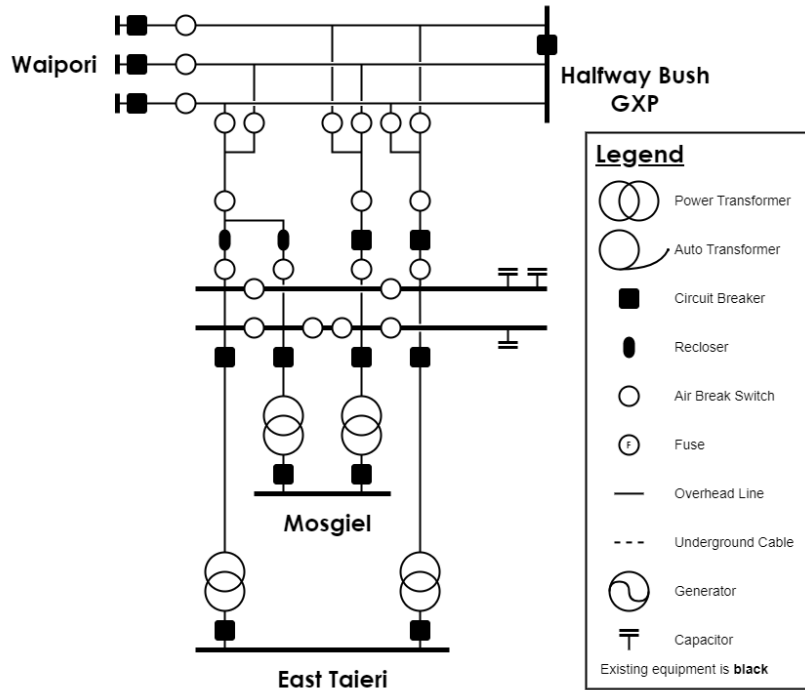 Waipori
Halfway Bush
GXP
Legend
Power Transformer
Auto Transformer
Circuit Breaker
Recloser
Air Break Switch
F
Fuse
Overhead Line
Underground Cable
Generator
Capacitor
Existing equipment is black
Mosgiel
East Taieri